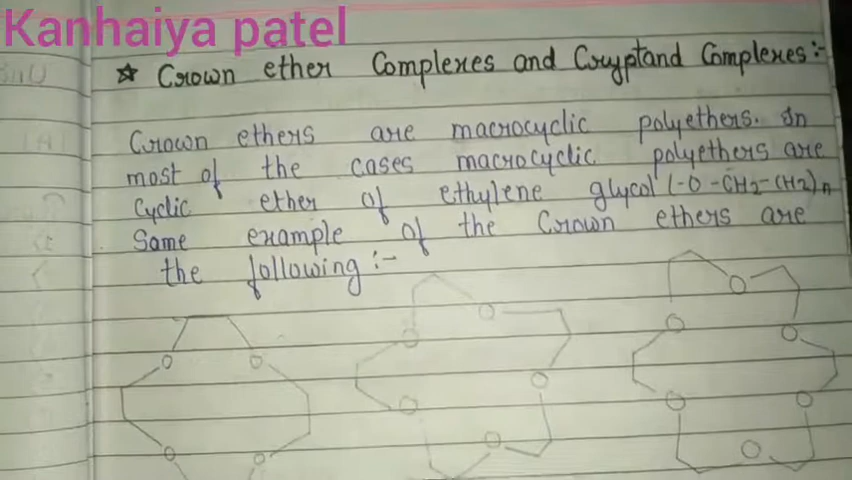 Kanhaiya patel
☆ Crown ether Complexes and Cryptand Complexes:-
Crown ethers are macrocyclic polyethers. In
most of the cases macrocyclic polyethers are
Cyclic ether of ethylene glycol (-O-CH2-CH2)n
Same example of the Crown ethers are
the following:-
O
O O
O O O
O O
O O O
O O
O O